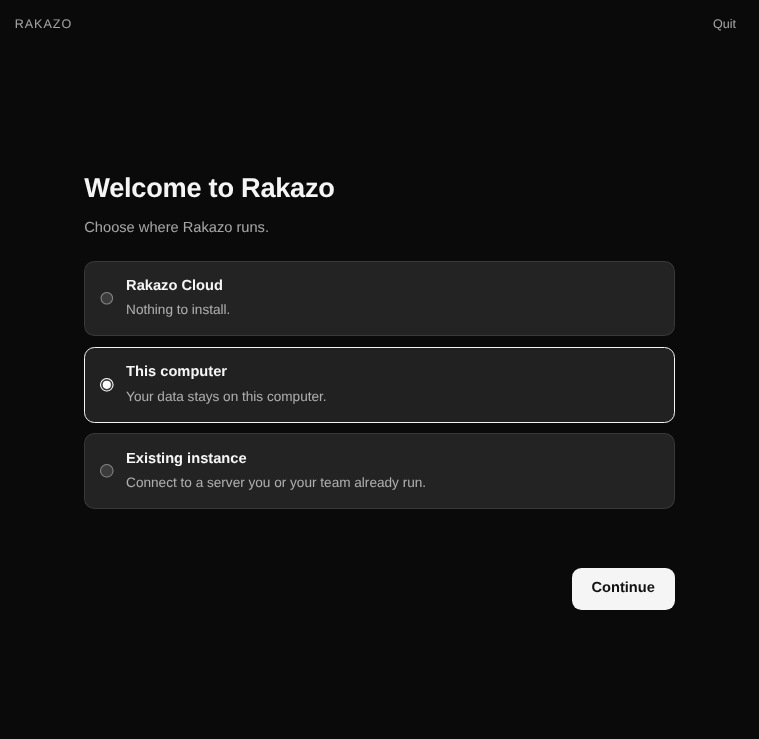 RAKAZO
Quit
Welcome to Rakazo
Choose where Rakazo runs.
Rakazo Cloud
Nothing to install.
This computer
Your data stays on this computer.
Existing instance
Connect to a server you or your team already run.
Continue